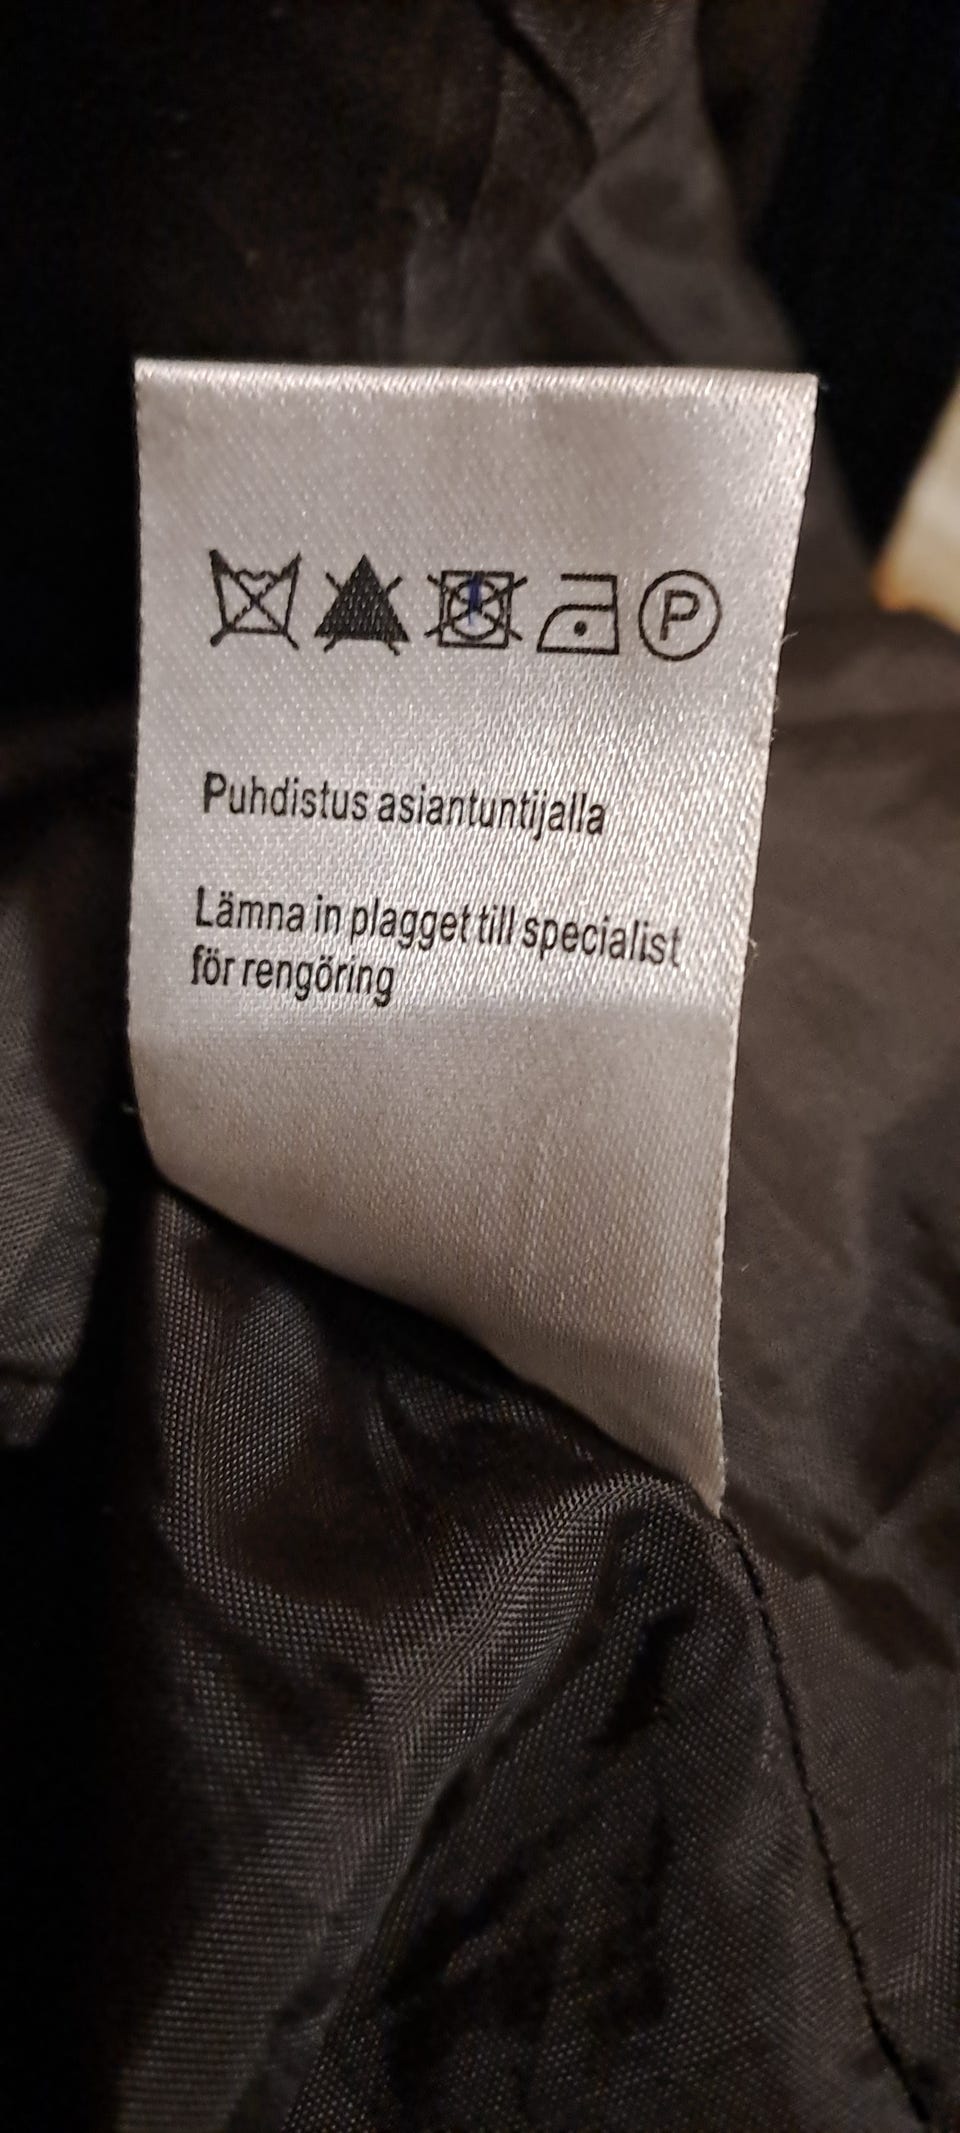 P
Puhdistus asiantuntijalla
Lämna in plagget till specialist
för rengöring